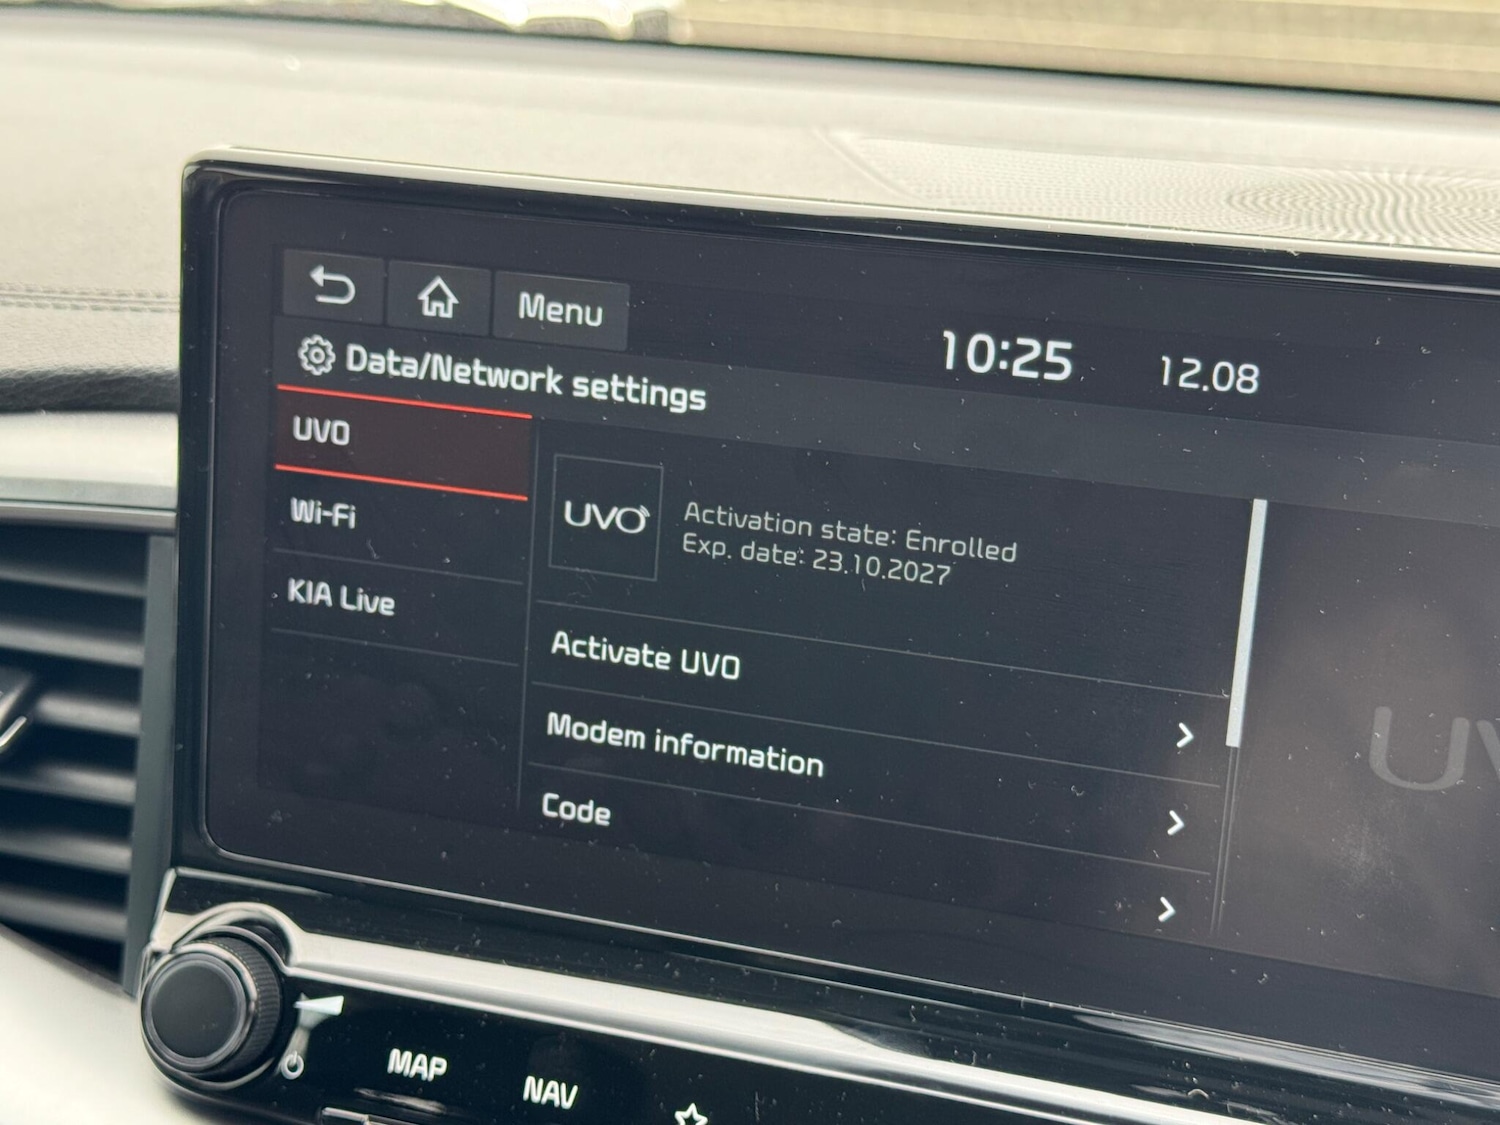 Menu
10:25
12.08
Data/Network settings
UVO
Wi-Fi
KIA Live
UVO
Activation state: Enrolled
Exp. date: 23.10.2027
Activate UVO
Modem information
Code
MAP
NAV